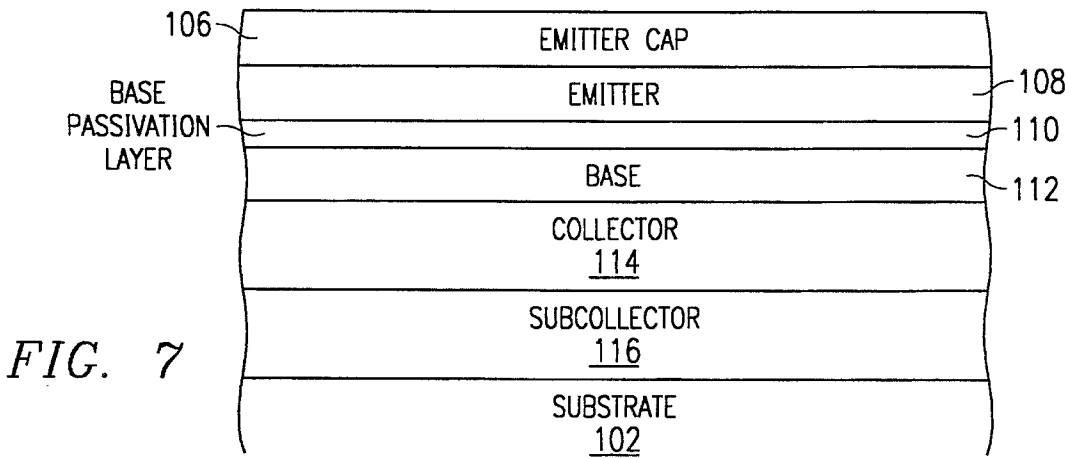 106
EMITTER CAP
EMITTER
108
BASE
PASSIVATION
LAYER
110
BASE
112
COLLECTOR
114
SUBCOLLECTOR
116
SUBSTRATE
102
FIG. 7